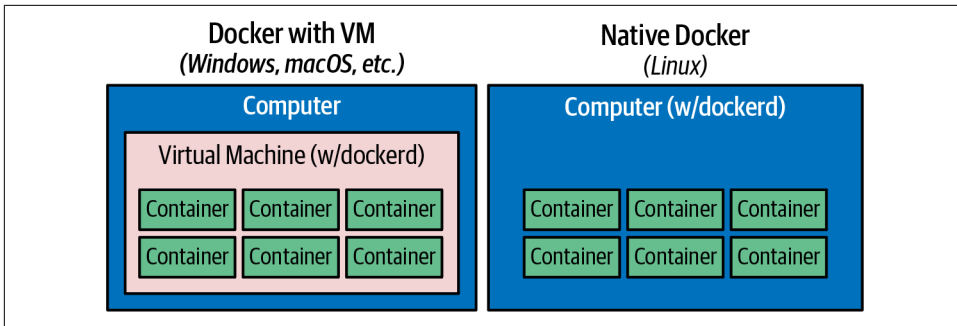 Docker with VM
(Windows, macOS, etc.)
Computer
Virtual Machine (w/dockerd)
Container Container Container
Container Container Container
Native Docker
(Linux)
Computer (w/dockerd)
Container Container Container
Container Container Container